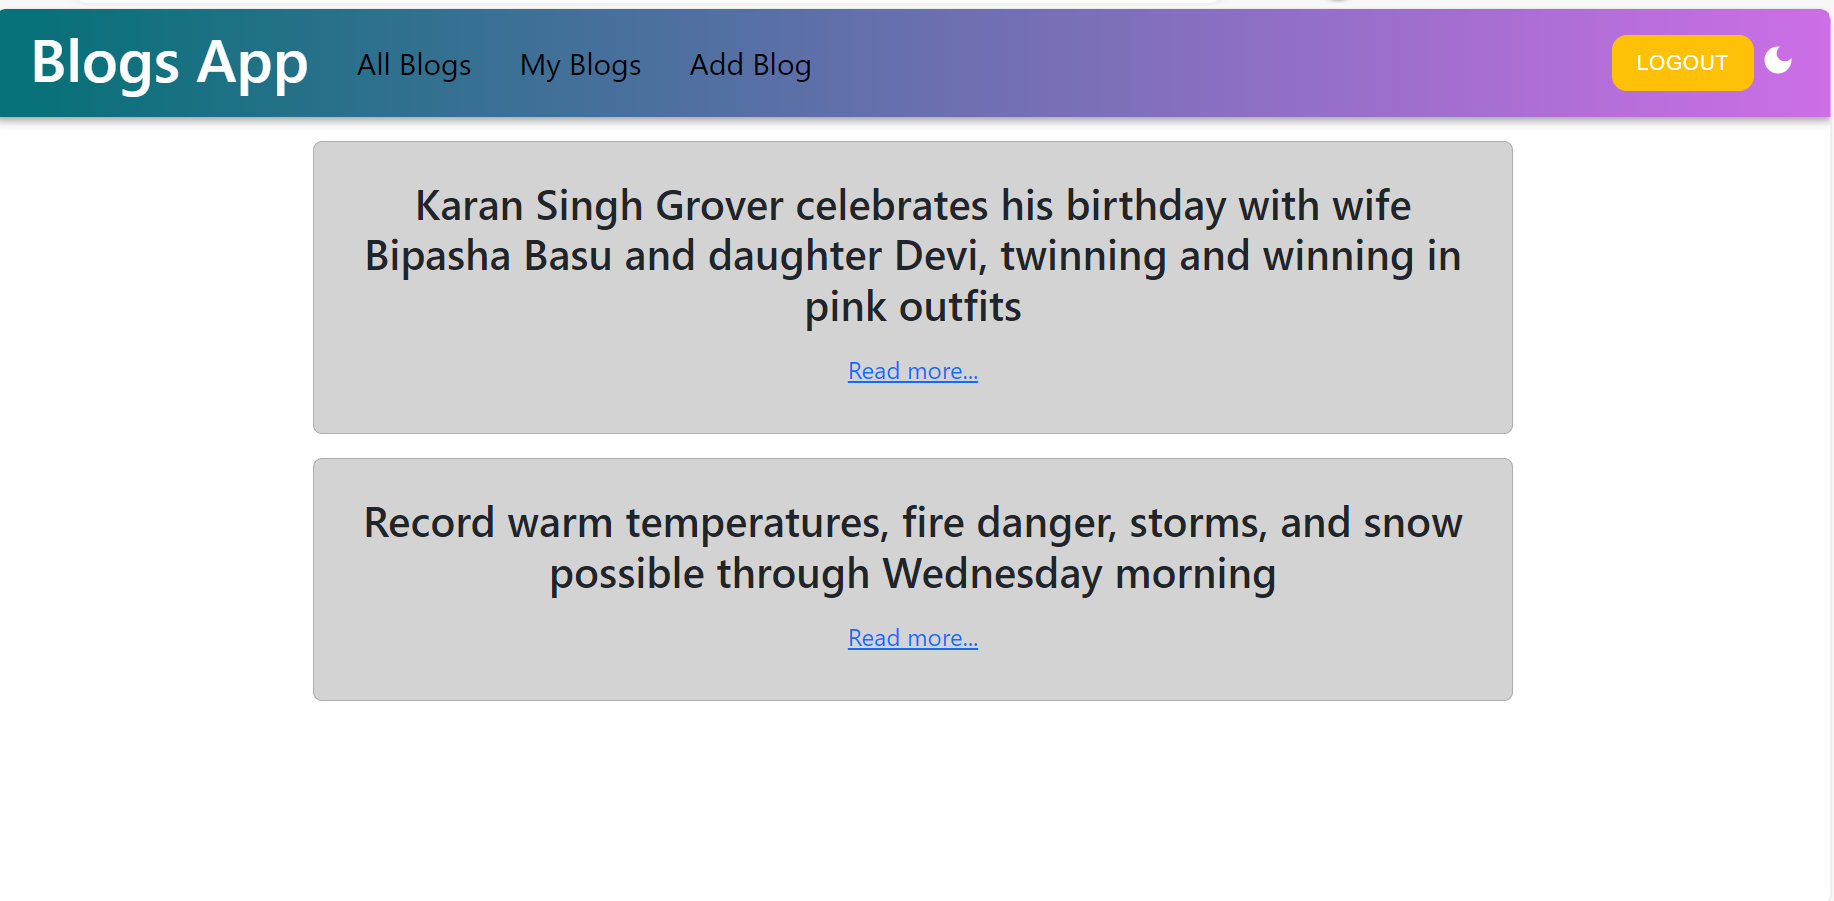 Blogs App All Blogs My Blogs Add Blog LOGOUT
Karan Singh Grover celebrates his birthday with wife
Bipasha Basu and daughter Devi, twinning and winning in
pink outfits
Read more...
Record warm temperatures, fire danger, storms, and snow
possible through Wednesday morning
Read more...